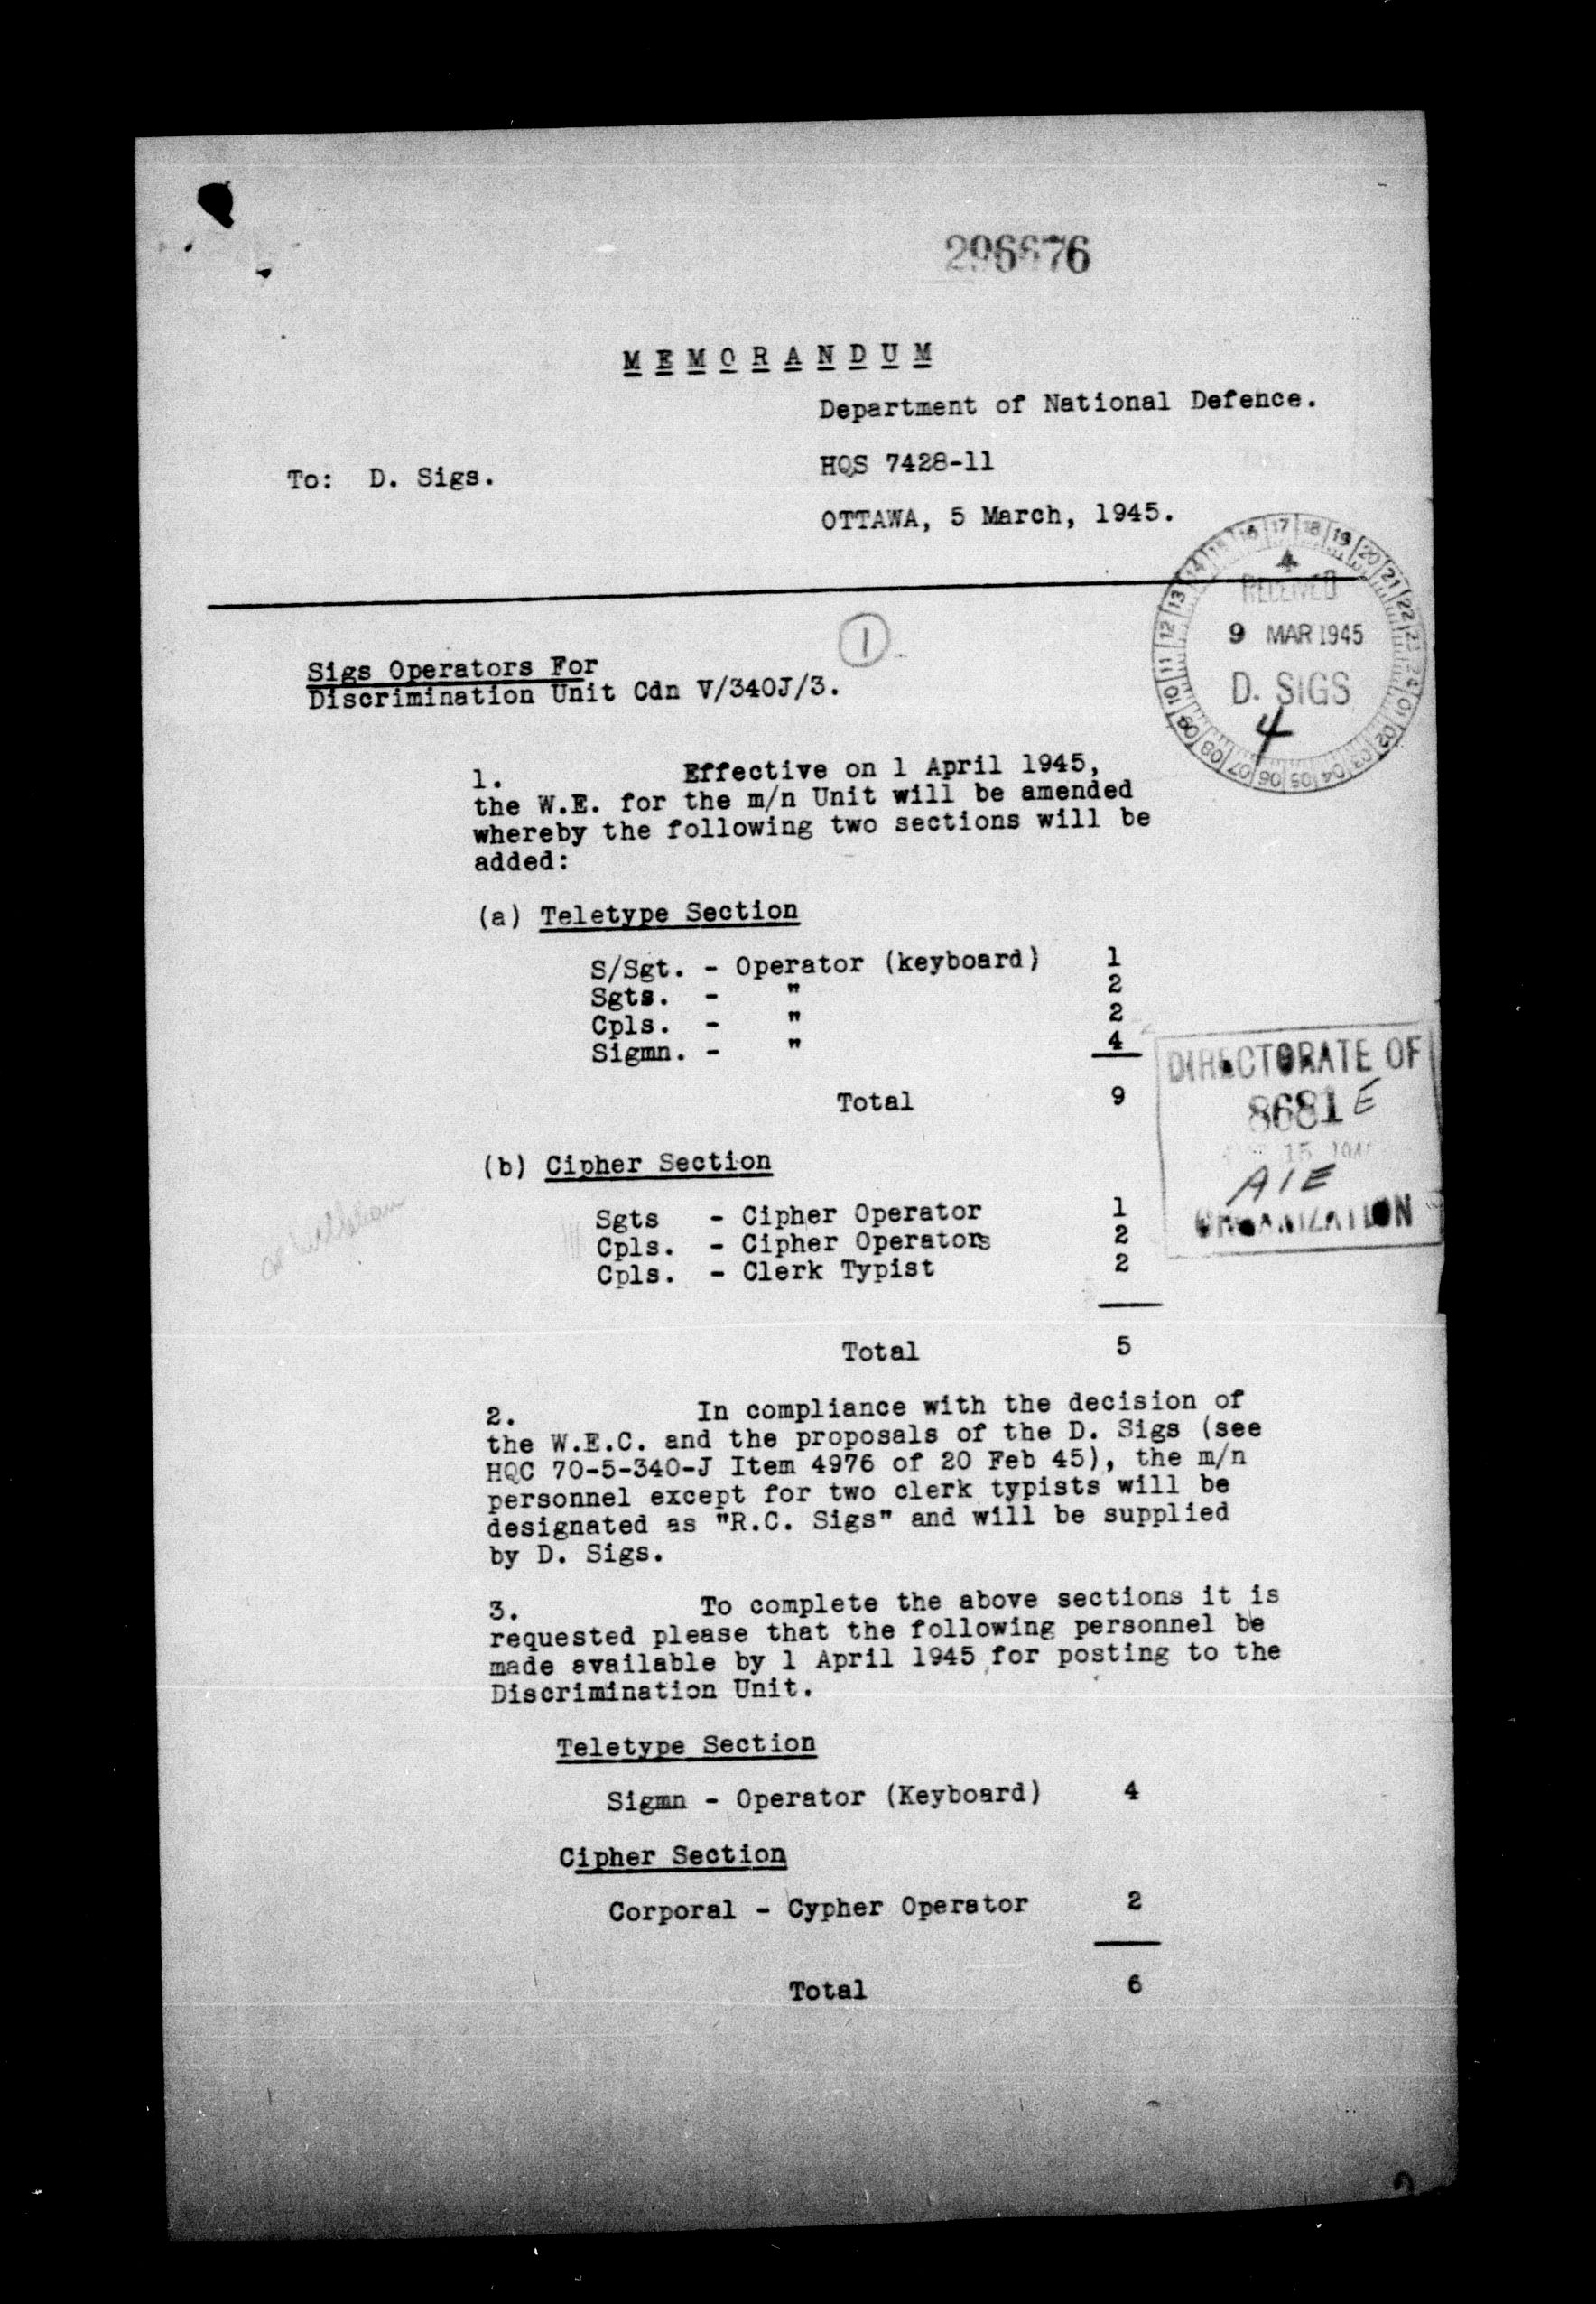 M E M O R A N D U M
Department of National Defence.
To: D. Sigs.
HQS 7428-11
OTTAWA, 5 March, 1945.
RECEIVED
9 MAR 1945
D. SIGS
4
1
Sigs Operators For
Discrimination Unit Cdn V/340J/3.
1. Effective on 1 April 1945,
the W.E. for the m/n Unit will be amended
whereby the following two sections will be
added:
(a) Teletype Section
S/Sgt. - Operator (keyboard) 1
Sgts. - " 2
Cpls. - " 2
Sigmn. - " 4
Total 9
DIRECTORATE OF
8681 E
A1E
ORGANIZATION
(b) Cipher Section
Sgts - Cipher Operator 1
Cpls. - Cipher Operators 2
Cpls. - Clerk Typist 2
Total 5
2. In compliance with the decision of
the W.E.C. and the proposals of the D. Sigs (see
HQC 70-5-340-J Item 4976 of 20 Feb 45), the m/n
personnel except for two clerk typists will be
designated as "R.C. Sigs" and will be supplied
by D. Sigs.
3. To complete the above sections it is
requested please that the following personnel be
made available by 1 April 1945 for posting to the
Discrimination Unit.
Teletype Section
Sigmn - Operator (Keyboard) 4
Cipher Section
Corporal - Cypher Operator 2
Total 6